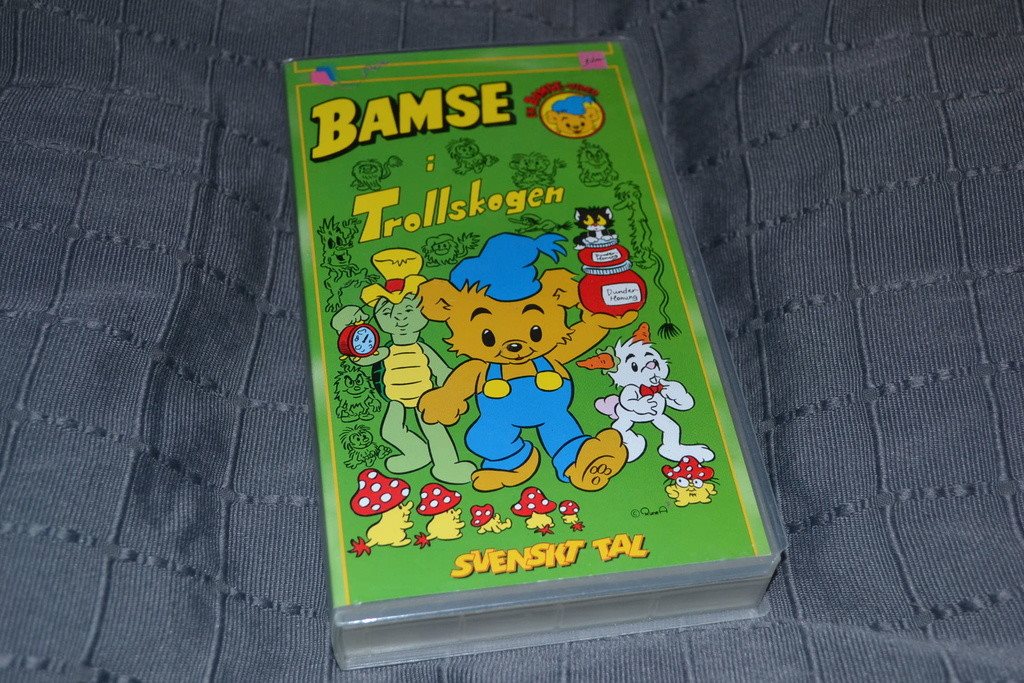 BAMSE
i
Trollskogen
Dunder-
Honung
SVENSKT TAL